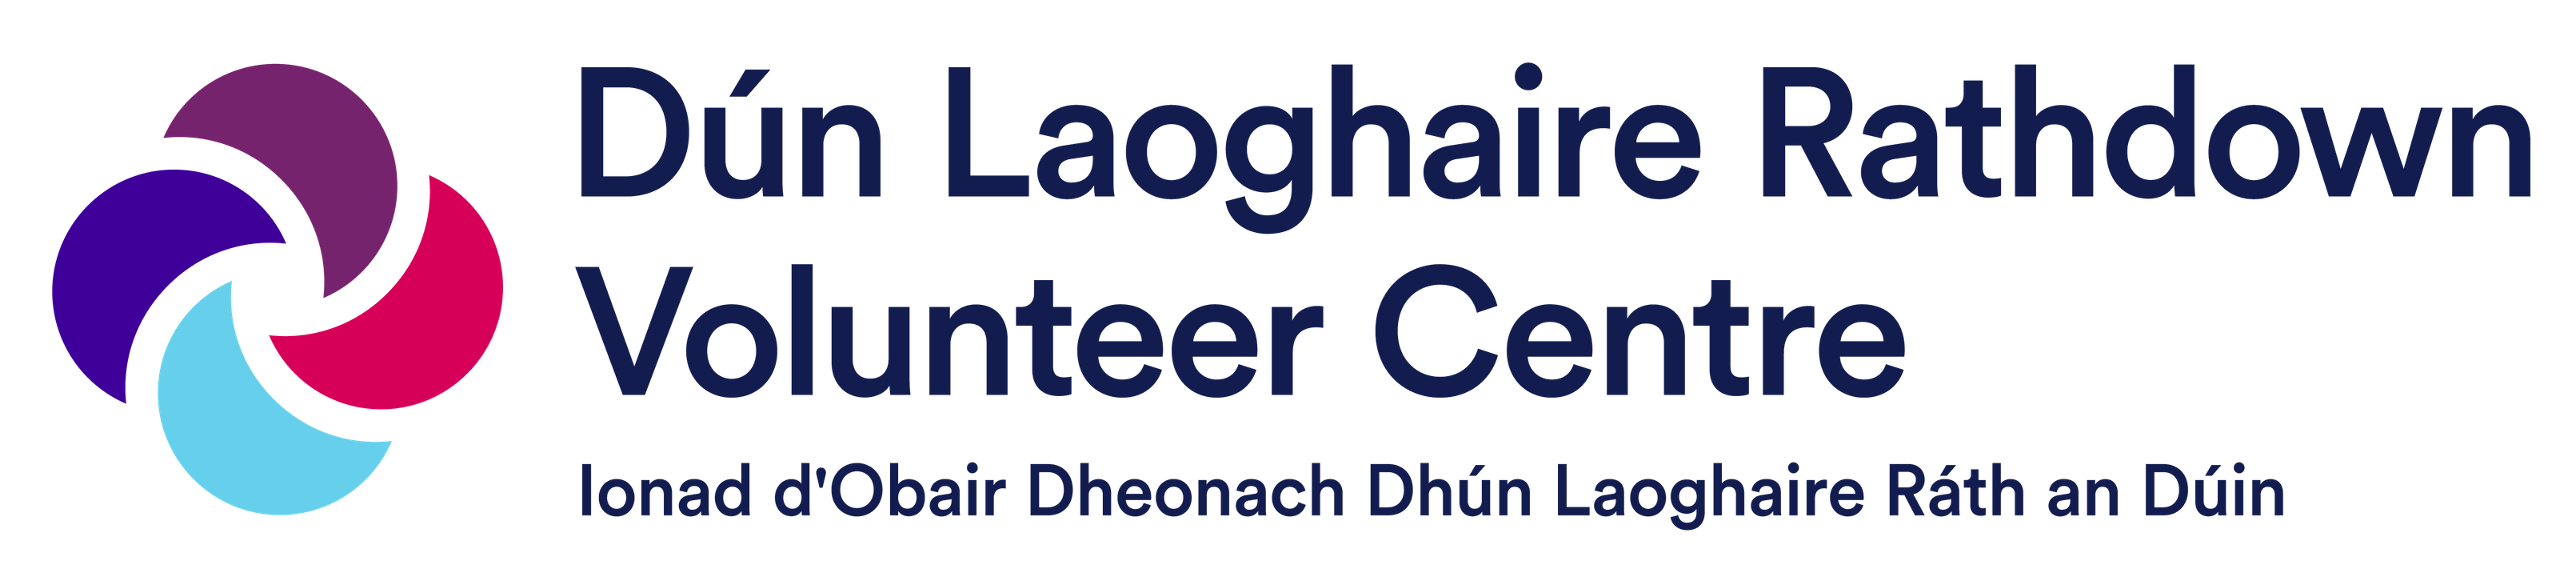 Dún Laoghaire Rathdown
Volunteer Centre
Ionad d'Obair Dheonach Dhún Laoghaire Ráth an Dúin